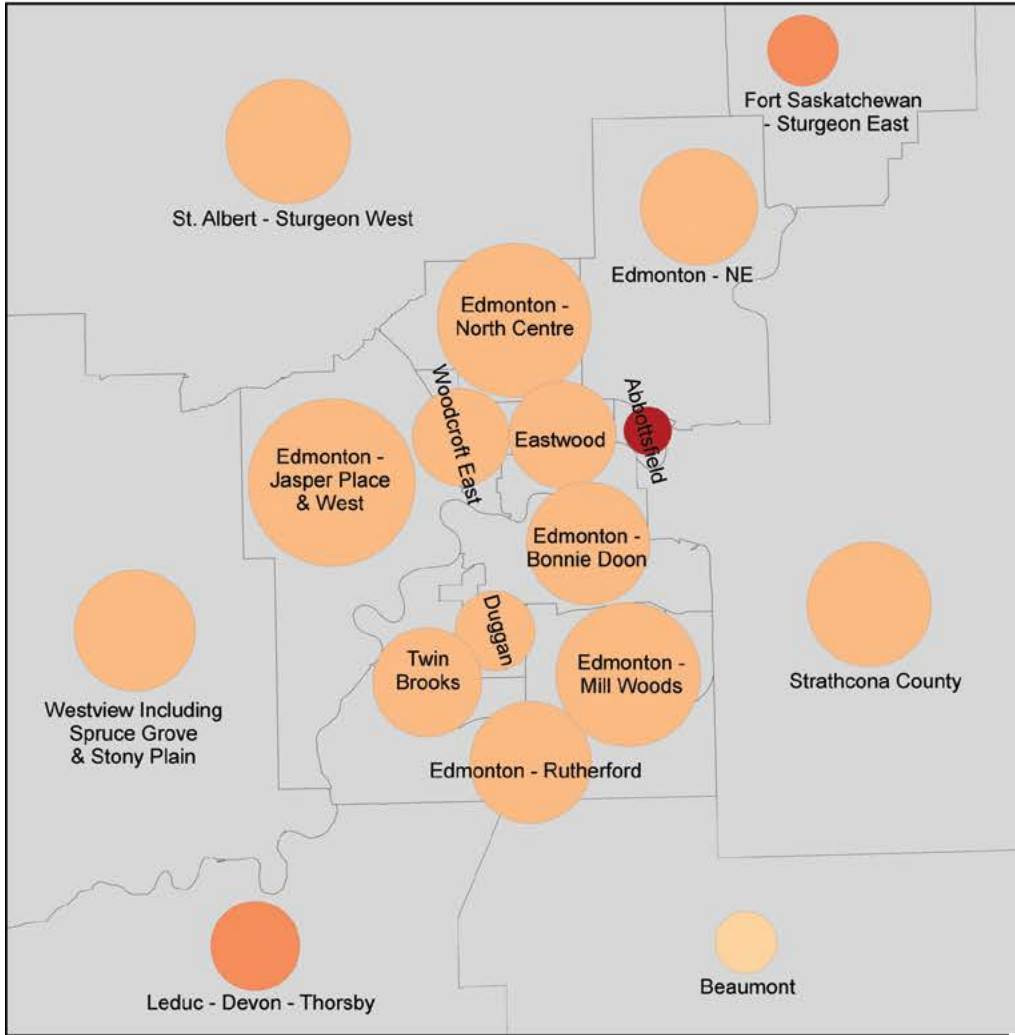 Fort Saskatchewan
- Sturgeon East
St. Albert - Sturgeon West
Edmonton - NE
Edmonton -
North Centre
Woodcroft East
Eastwood
Abbottsfield
Edmonton -
Jasper Place
& West
Edmonton -
Bonnie Doon
Duggan
Twin
Brooks
Edmonton -
Mill Woods
Strathcona County
Westview Including
Spruce Grove
& Stony Plain
Edmonton - Rutherford
Leduc - Devon - Thorsby
Beaumont